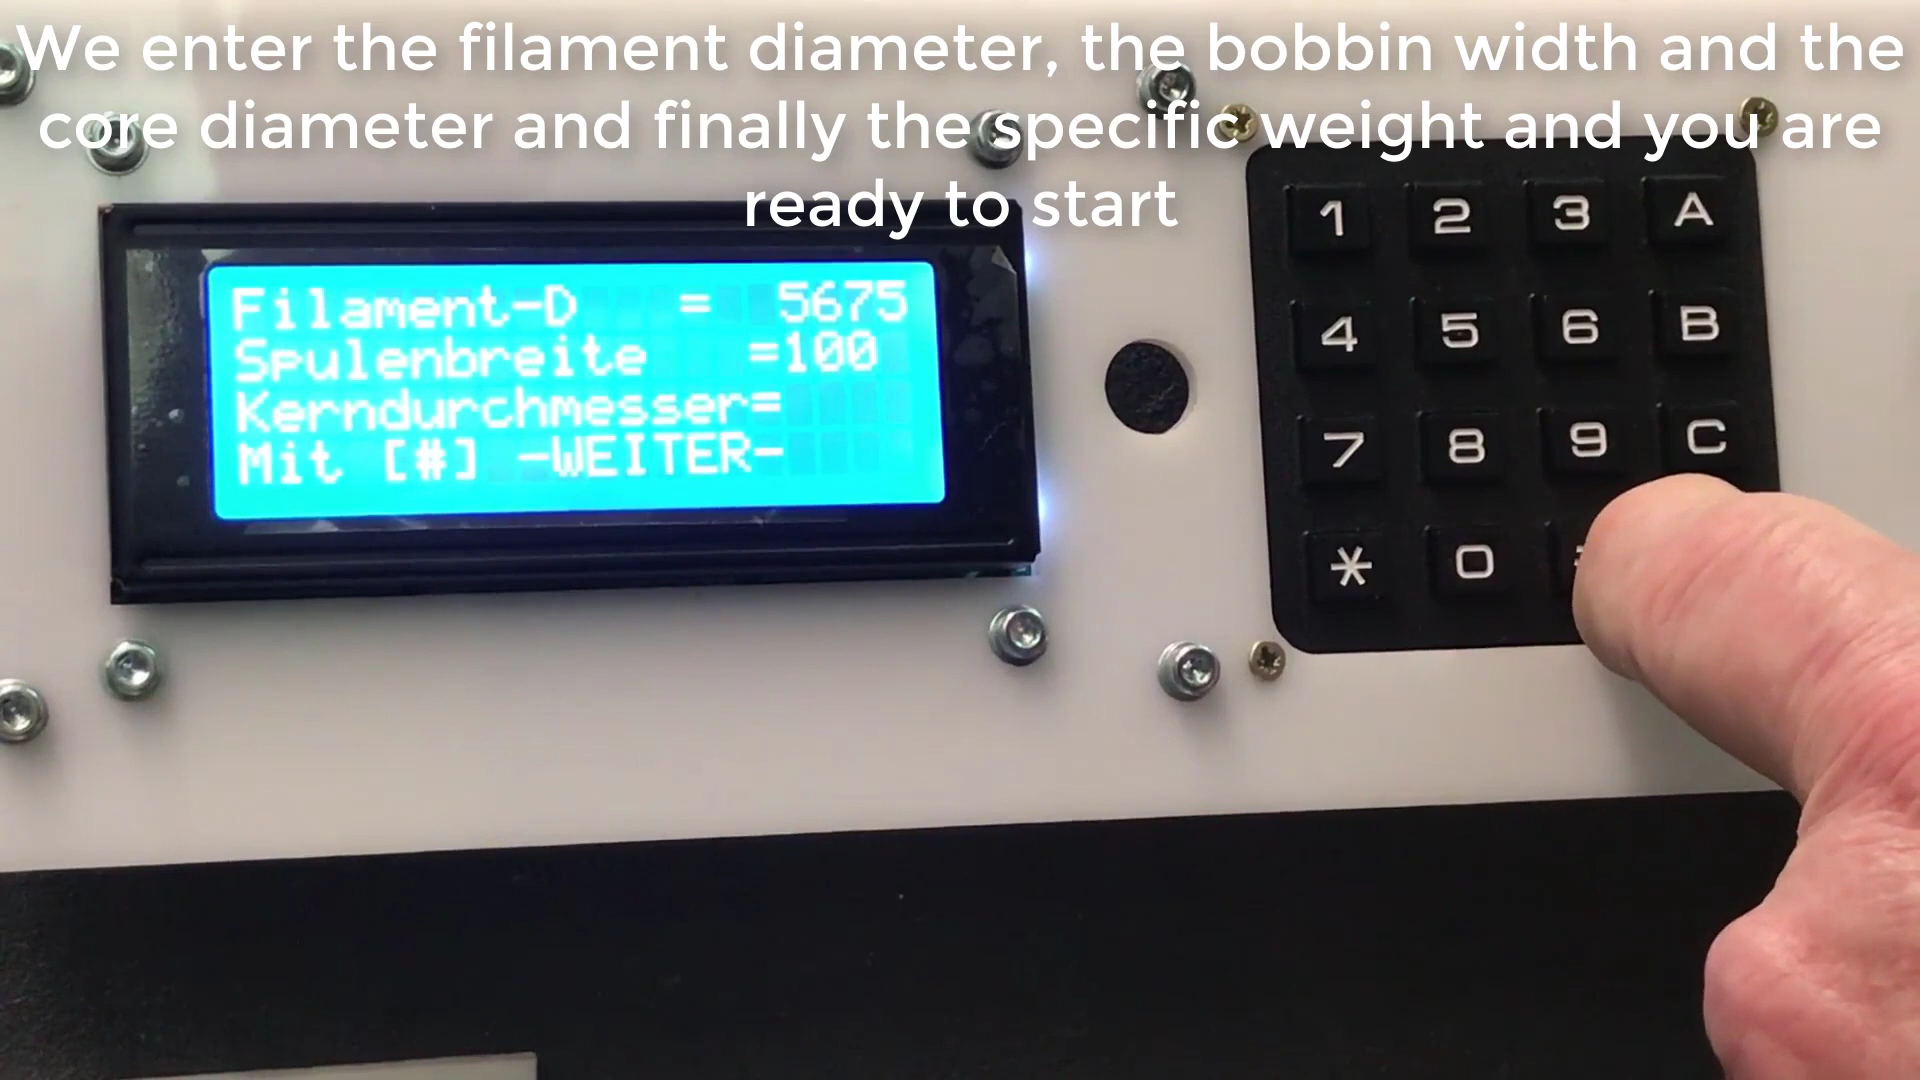 We enter the filament diameter, the bobbin width and the
core diameter and finally the specific weight and you are
ready to start
Filament-D = 5675
Spulenbreite =100
Kerndurchmesser=
Mit [#] -WEITER-
1 2 3 A
4 5 6 B
7 8 9 C
* 0